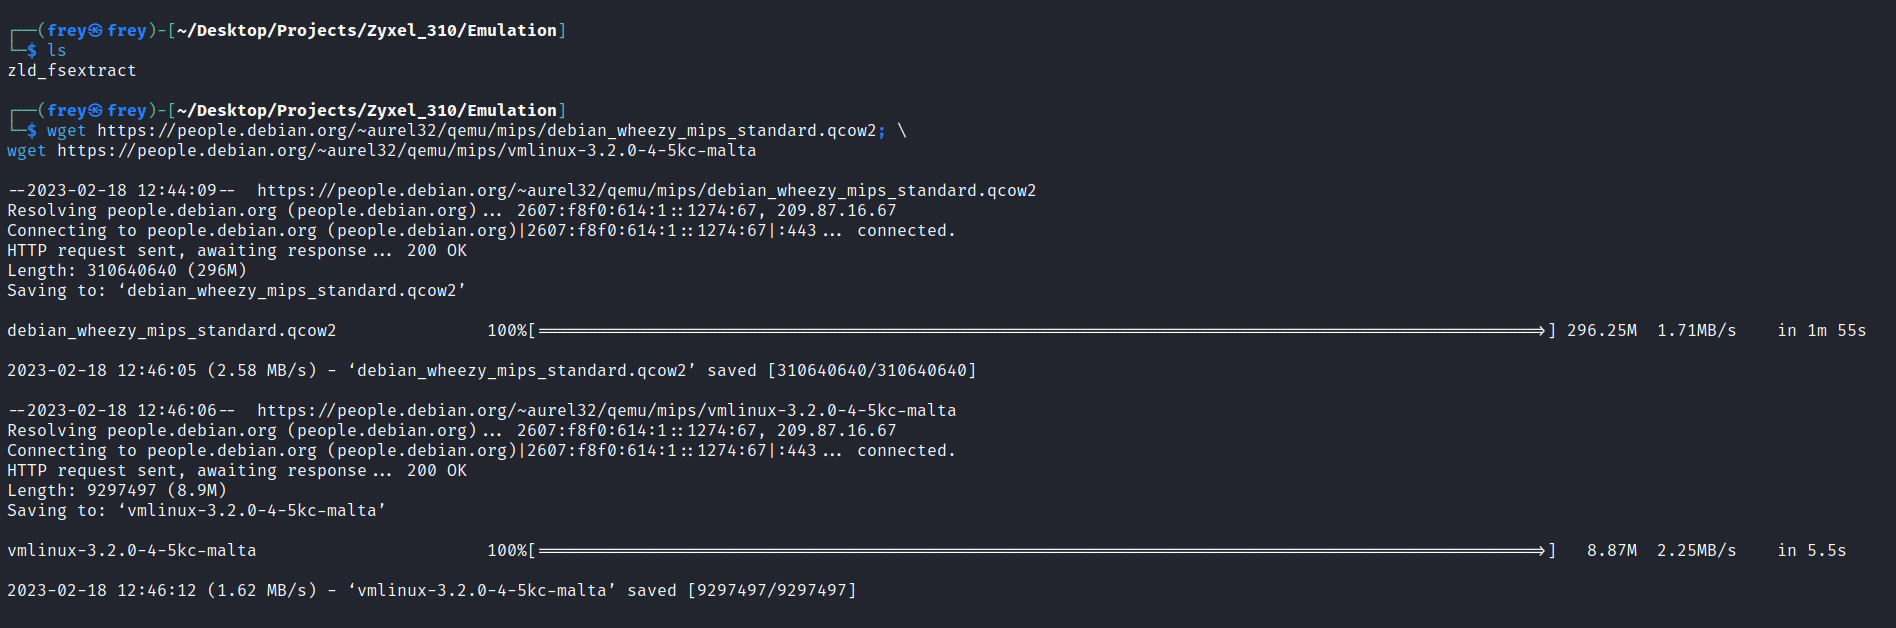 ┌──(frey㉿frey)-[~/Desktop/Projects/Zyxel_310/Emulation]
└─$ ls
zld_fsextract
┌──(frey㉿frey)-[~/Desktop/Projects/Zyxel_310/Emulation]
└─$ wget https://people.debian.org/~aurel32/qemu/mips/debian_wheezy_mips_standard.qcow2; \
wget https://people.debian.org/~aurel32/qemu/mips/vmlinux-3.2.0-4-5kc-malta
--2023-02-18 12:44:09--  https://people.debian.org/~aurel32/qemu/mips/debian_wheezy_mips_standard.qcow2
Resolving people.debian.org (people.debian.org)... 2607:f8f0:614:1::1274:67, 209.87.16.67
Connecting to people.debian.org (people.debian.org)|2607:f8f0:614:1::1274:67|:443... connected.
HTTP request sent, awaiting response... 200 OK
Length: 310640640 (296M)
Saving to: ‘debian_wheezy_mips_standard.qcow2’
debian_wheezy_mips_standard.qcow2 100%[====================>] 296.25M 1.71MB/s in 1m 55s
2023-02-18 12:46:05 (2.58 MB/s) - ‘debian_wheezy_mips_standard.qcow2’ saved [310640640/310640640]
--2023-02-18 12:46:06--  https://people.debian.org/~aurel32/qemu/mips/vmlinux-3.2.0-4-5kc-malta
Resolving people.debian.org (people.debian.org)... 2607:f8f0:614:1::1274:67, 209.87.16.67
Connecting to people.debian.org (people.debian.org)|2607:f8f0:614:1::1274:67|:443... connected.
HTTP request sent, awaiting response... 200 OK
Length: 9297497 (8.9M)
Saving to: ‘vmlinux-3.2.0-4-5kc-malta’
vmlinux-3.2.0-4-5kc-malta 100%[====================>] 8.87M 2.25MB/s in 5.5s
2023-02-18 12:46:12 (1.62 MB/s) - ‘vmlinux-3.2.0-4-5kc-malta’ saved [9297497/9297497]